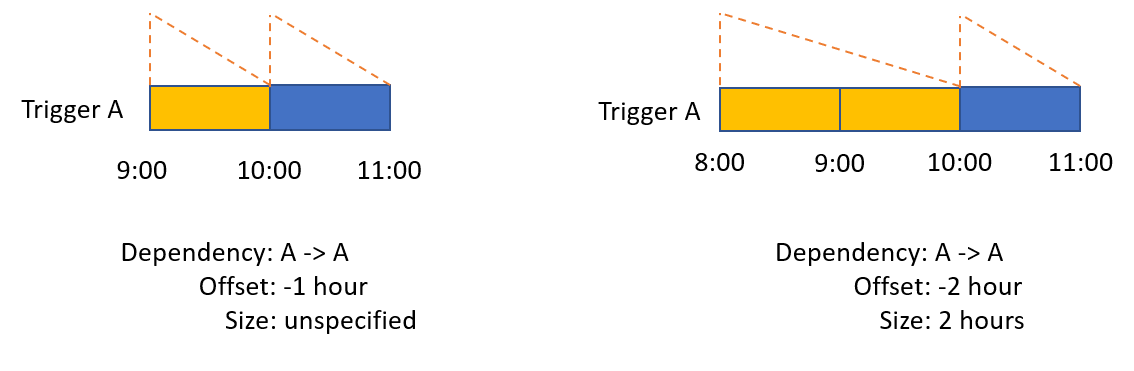 Trigger A
9:00 10:00 11:00
Dependency: A -> A
Offset: -1 hour
Size: unspecified
Trigger A
8:00 9:00 10:00 11:00
Dependency: A -> A
Offset: -2 hour
Size: 2 hours